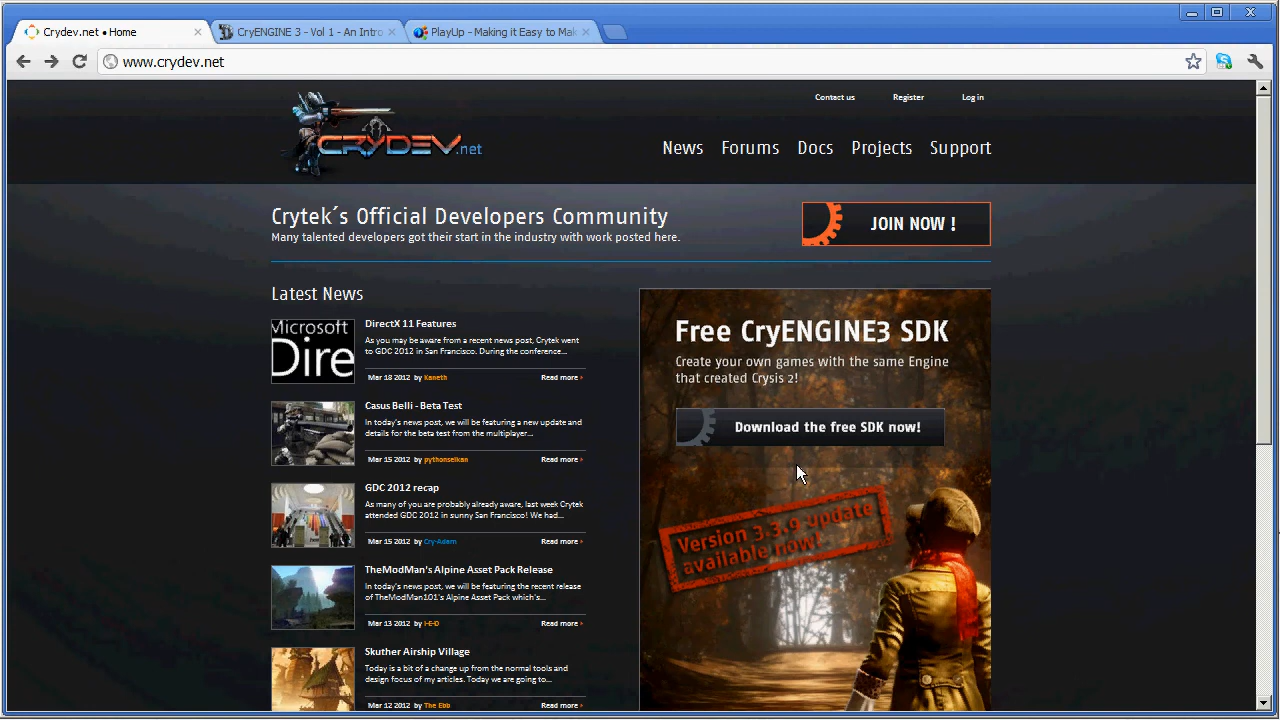 Crydev.net • Home
CryENGINE 3 - Vol 1 - An Intro
PlayUp - Making it Easy to Mak
www.crydev.net
Contact us
Register
Log in
CRYDEV.net
News
Forums
Docs
Projects
Support
Crytek´s Official Developers Community
Many talented developers got their start in the industry with work posted here.
JOIN NOW !
Latest News
Microsoft
Dire
DirectX 11 Features
As you may be aware from a recent news post, Crytek went
to GDC 2012 in San Francisco. During the conference...
Mar 18 2012 by Kaneth
Read more
Casus Belli - Beta Test
In today's news post, we will be featuring a new update and
details for the beta test from the multiplayer...
Mar 15 2012 by pythonseikan
Read more
GDC 2012 recap
As many of you are probably already aware, last week Crytek
attended GDC 2012 in sunny San Francisco! We had...
Mar 15 2012 by Cry-Adam
Read more
TheModMan's Alpine Asset Pack Release
In today's news post, we will be featuring the recent release
of TheModMan101's Alpine Asset Pack which's...
Mar 13 2012 by I-E-O
Read more
Skuther Airship Village
Today is a bit of a change up from the normal tools and
design focus of my articles. Today we are going to...
Mar 12 2012 by The Ebb
Read more
Free CryENGINE3 SDK
Create your own games with the same Engine
that created Crysis 2!
Download the free SDK now!
Version 3.3.9 update
available now!